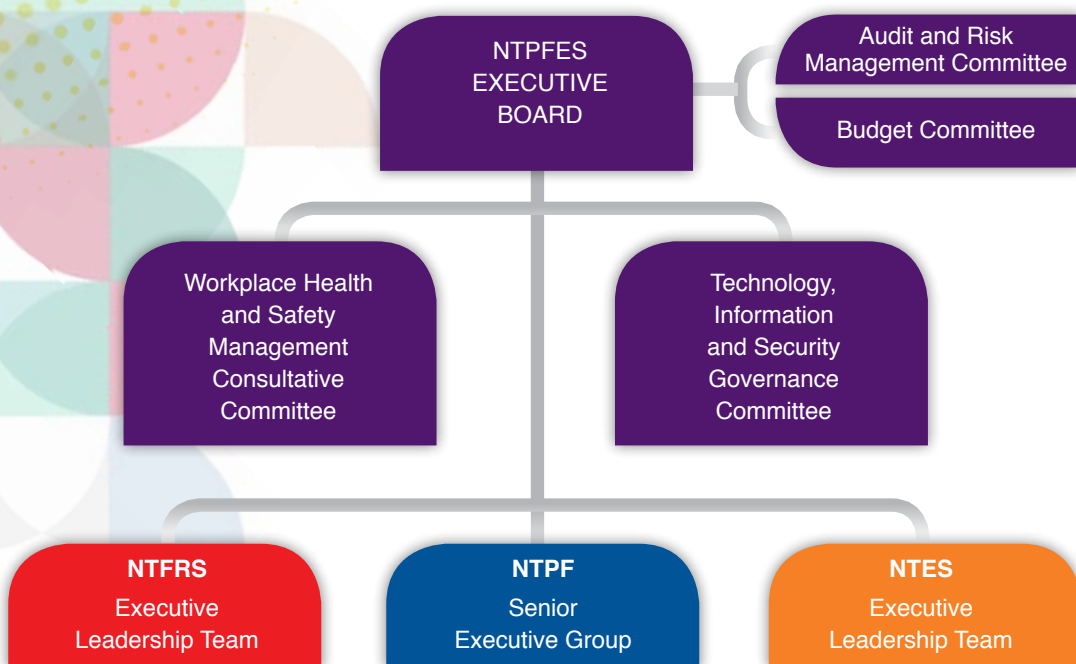 NTPFES
EXECUTIVE
BOARD
Audit and Risk
Management Committee
Budget Committee
Workplace Health
and Safety
Management
Consultative
Committee
Technology,
Information
and Security
Governance
Committee
NTFRS
Executive
Leadership Team
NTPF
Senior
Executive Group
NTES
Executive
Leadership Team